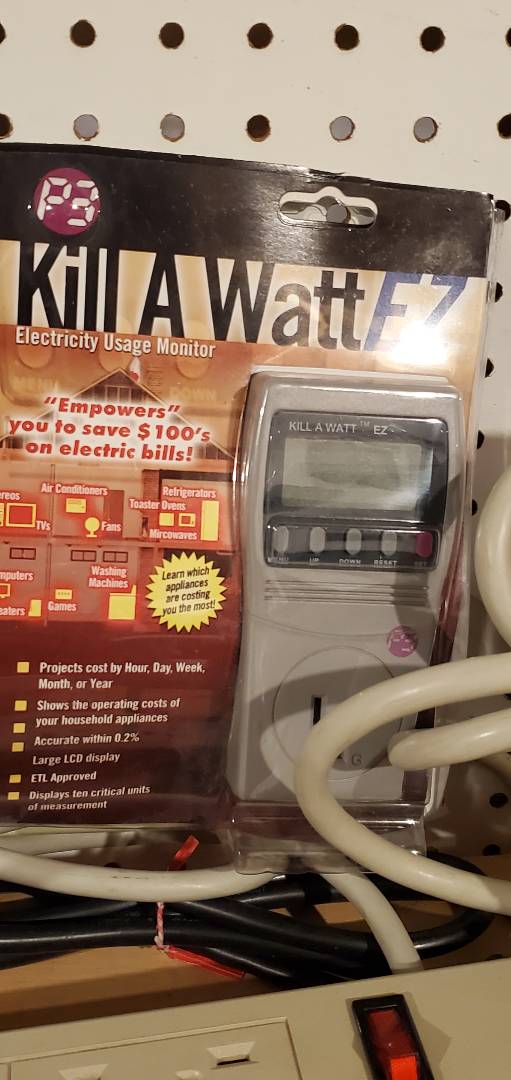 P3
Kill A Watt EZ
Electricity Usage Monitor
"Empowers"
you to save $100's
on electric bills!
Air Conditioners
Refrigerators
Toaster Ovens
TVs
Fans
Mircowaves
Washing
Machines
Games
Learn which
appliances
are costing
you the most!
Projects cost by Hour, Day, Week,
Month, or Year
Shows the operating costs of
your household appliances
Accurate within 0.2%
Large LCD display
ETL Approved
Displays ten critical units
of measurement
KILL A WATT™ EZ
MENU UP DOWN RESET SET
P3
G